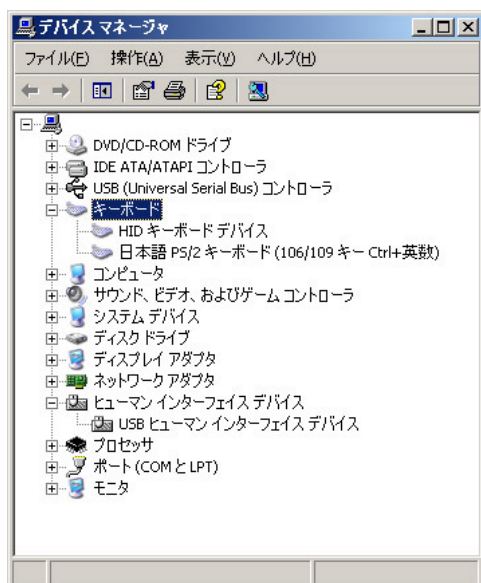 デバイス マネージャ
ファイル(F) 操作(A) 表示(V) ヘルプ(H)
DVD/CD-ROM ドライブ
IDE ATA/ATAPI コントローラ
USB (Universal Serial Bus) コントローラ
キーボード
HID キーボード デバイス
日本語 PS/2 キーボード (106/109 キー Ctrl+英数)
コンピュータ
サウンド、ビデオ、およびゲーム コントローラ
システム デバイス
ディスク ドライブ
ディスプレイ アダプタ
ネットワーク アダプタ
ヒューマン インターフェイス デバイス
USB ヒューマン インターフェイス デバイス
プロセッサ
ポート (COM と LPT)
モニタ